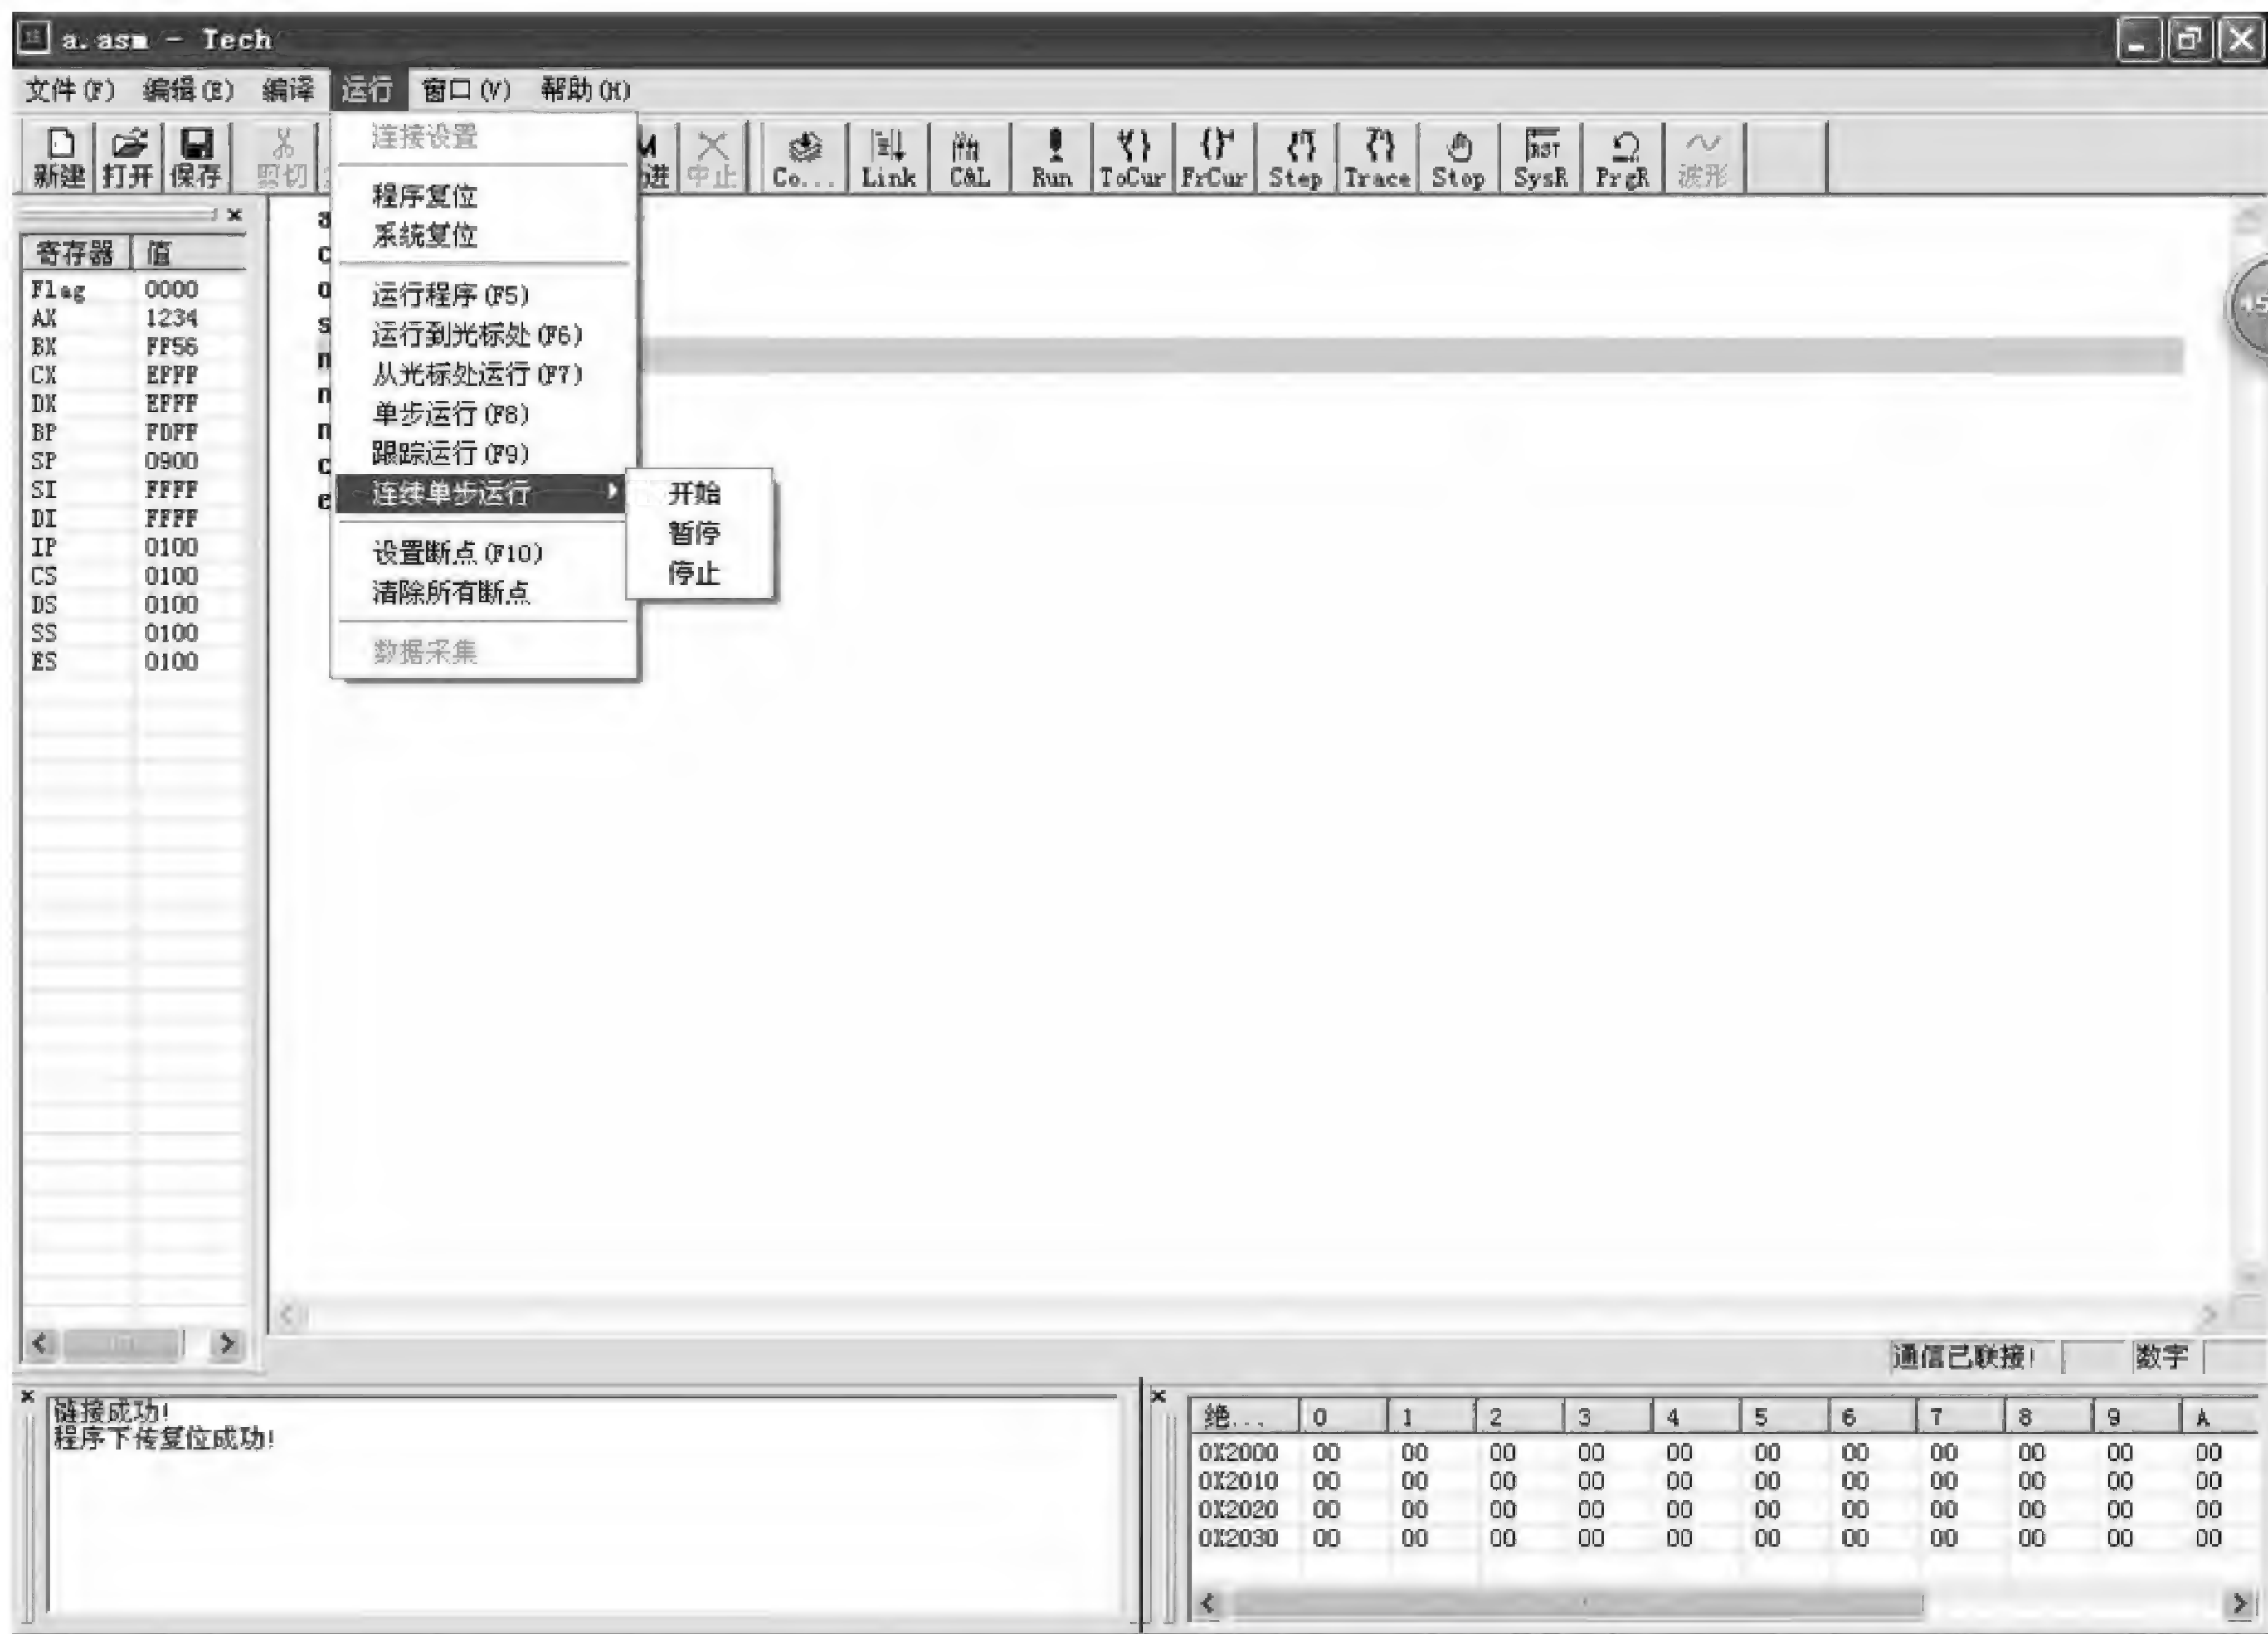 a.asm - Tech
文件(F) 编辑(E) 编译 运行 窗口(V) 帮助(H)
新建 打开 保存 剪切 进 中止 Co... Link CAL Run ToCur FrCur Step Trace Stop SysR PrgR 波形
连接设置
程序复位
系统复位
运行程序(F5)
运行到光标处(F6)
从光标处运行(F7)
单步运行(F8)
跟踪运行(F9)
连续单步运行
设置断点(F10)
清除所有断点
数据采集
开始
暂停
停止
寄存器 值
Flag 0000
AX 1234
BX FF56
CX EFFF
DX EFFF
BP FDFF
SP 0900
SI FFFF
DI FFFF
IP 0100
CS 0100
DS 0100
SS 0100
ES 0100
a
c
o
s
n
n
n
c
e
通信已联接! 数字
链接成功!
程序下传复位成功!
绝... 0 1 2 3 4 5 6 7 8 9 A
0X2000 00 00 00 00 00 00 00 00 00 00 00
0X2010 00 00 00 00 00 00 00 00 00 00 00
0X2020 00 00 00 00 00 00 00 00 00 00 00
0X2030 00 00 00 00 00 00 00 00 00 00 00